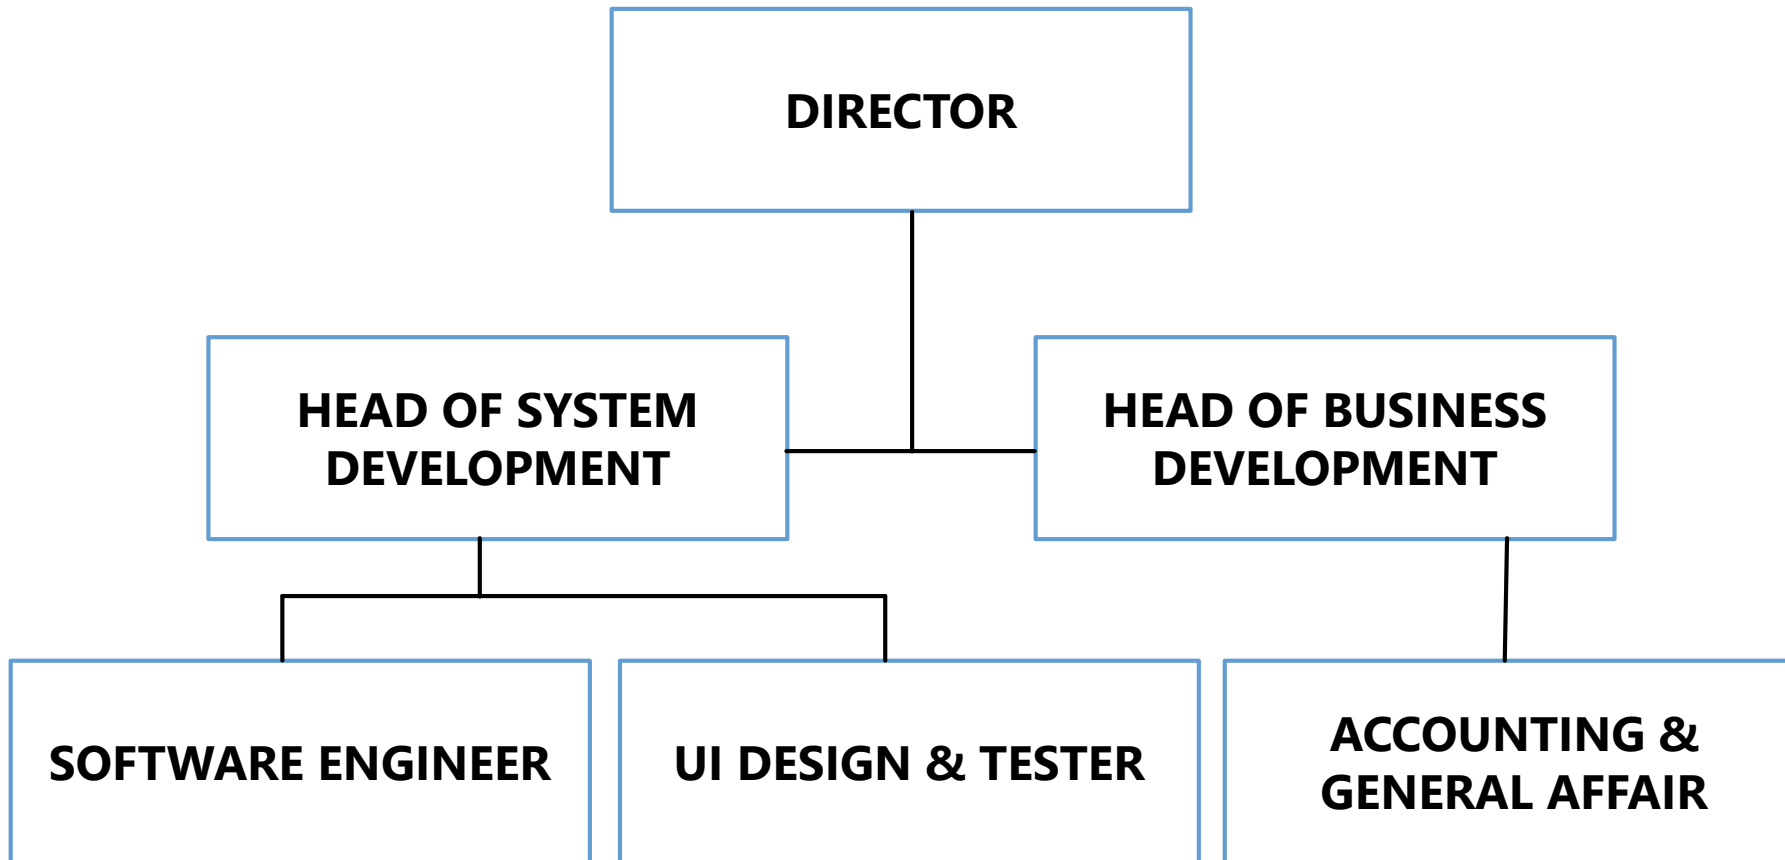 DIRECTOR
HEAD OF SYSTEM
DEVELOPMENT
HEAD OF BUSINESS
DEVELOPMENT
SOFTWARE ENGINEER
UI DESIGN & TESTER
ACCOUNTING &
GENERAL AFFAIR